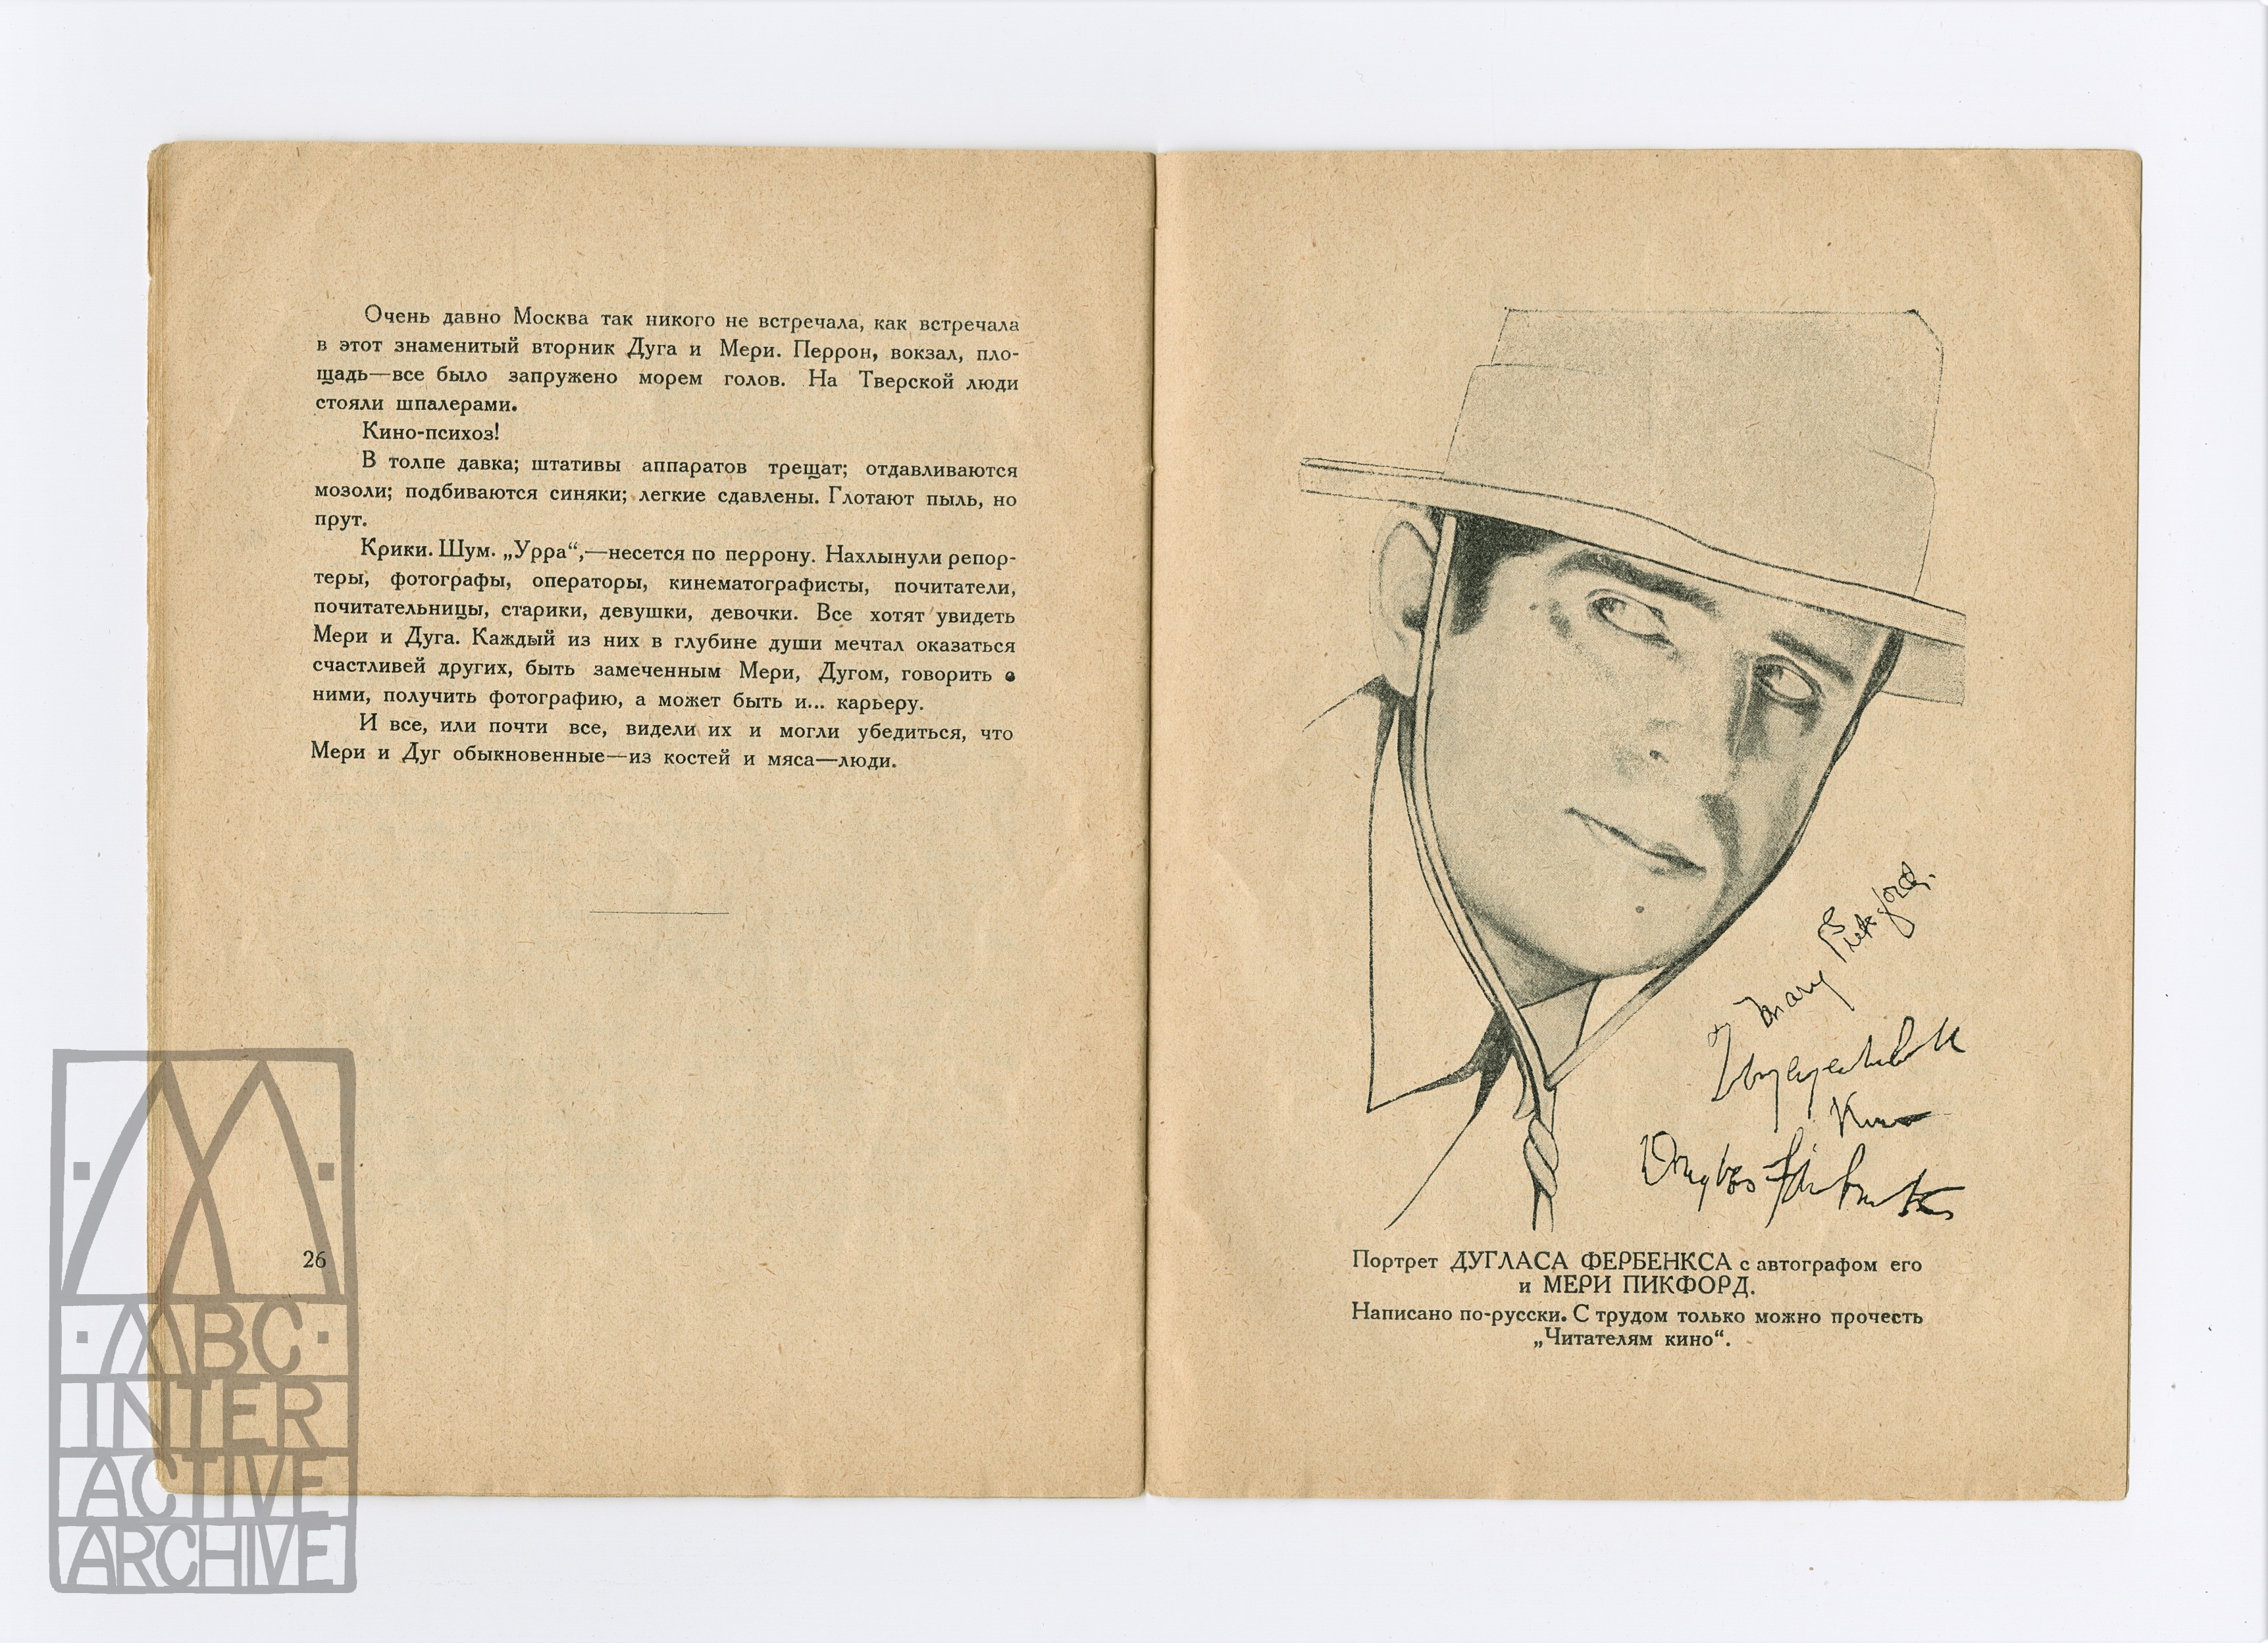 Очень давно Москва так никого не встречала, как встречала
в этот знаменитый вторник Дуга и Мери. Перрон, вокзал, пло-
щадь—все было запружено морем голов. На Тверской люди
стояли шпалерами.
Кино-психоз!
В толпе давка; штативы аппаратов трещат; отдавливаются
мозоли; подбиваются синяки; легкие сдавлены. Глотают пыль, но
прут.
Крики. Шум. „Урра“,—несется по перрону. Нахлынули репор-
теры, фотографы, операторы, кинематографисты, почитатели,
почитательницы, старики, девушки, девочки. Все хотят увидеть
Мери и Дуга. Каждый из них в глубине души мечтал оказаться
счастливей других, быть замеченным Мери, Дугом, говорить с
ними, получить фотографию, а может быть и... карьеру.
И все, или почти все, видели их и могли убедиться, что
Мери и Дуг обыкновенные—из костей и мяса—люди.
26
Mary Pickford.
Кино
Douglas Fairbanks
Портрет ДУГЛАСА ФЕРБЕНКСА с автографом его
и МЕРИ ПИКФОРД.
Написано по-русски. С трудом только можно прочесть
„Читателям кино“.
ABC
INTER
ACTIVE
ARCHIVE